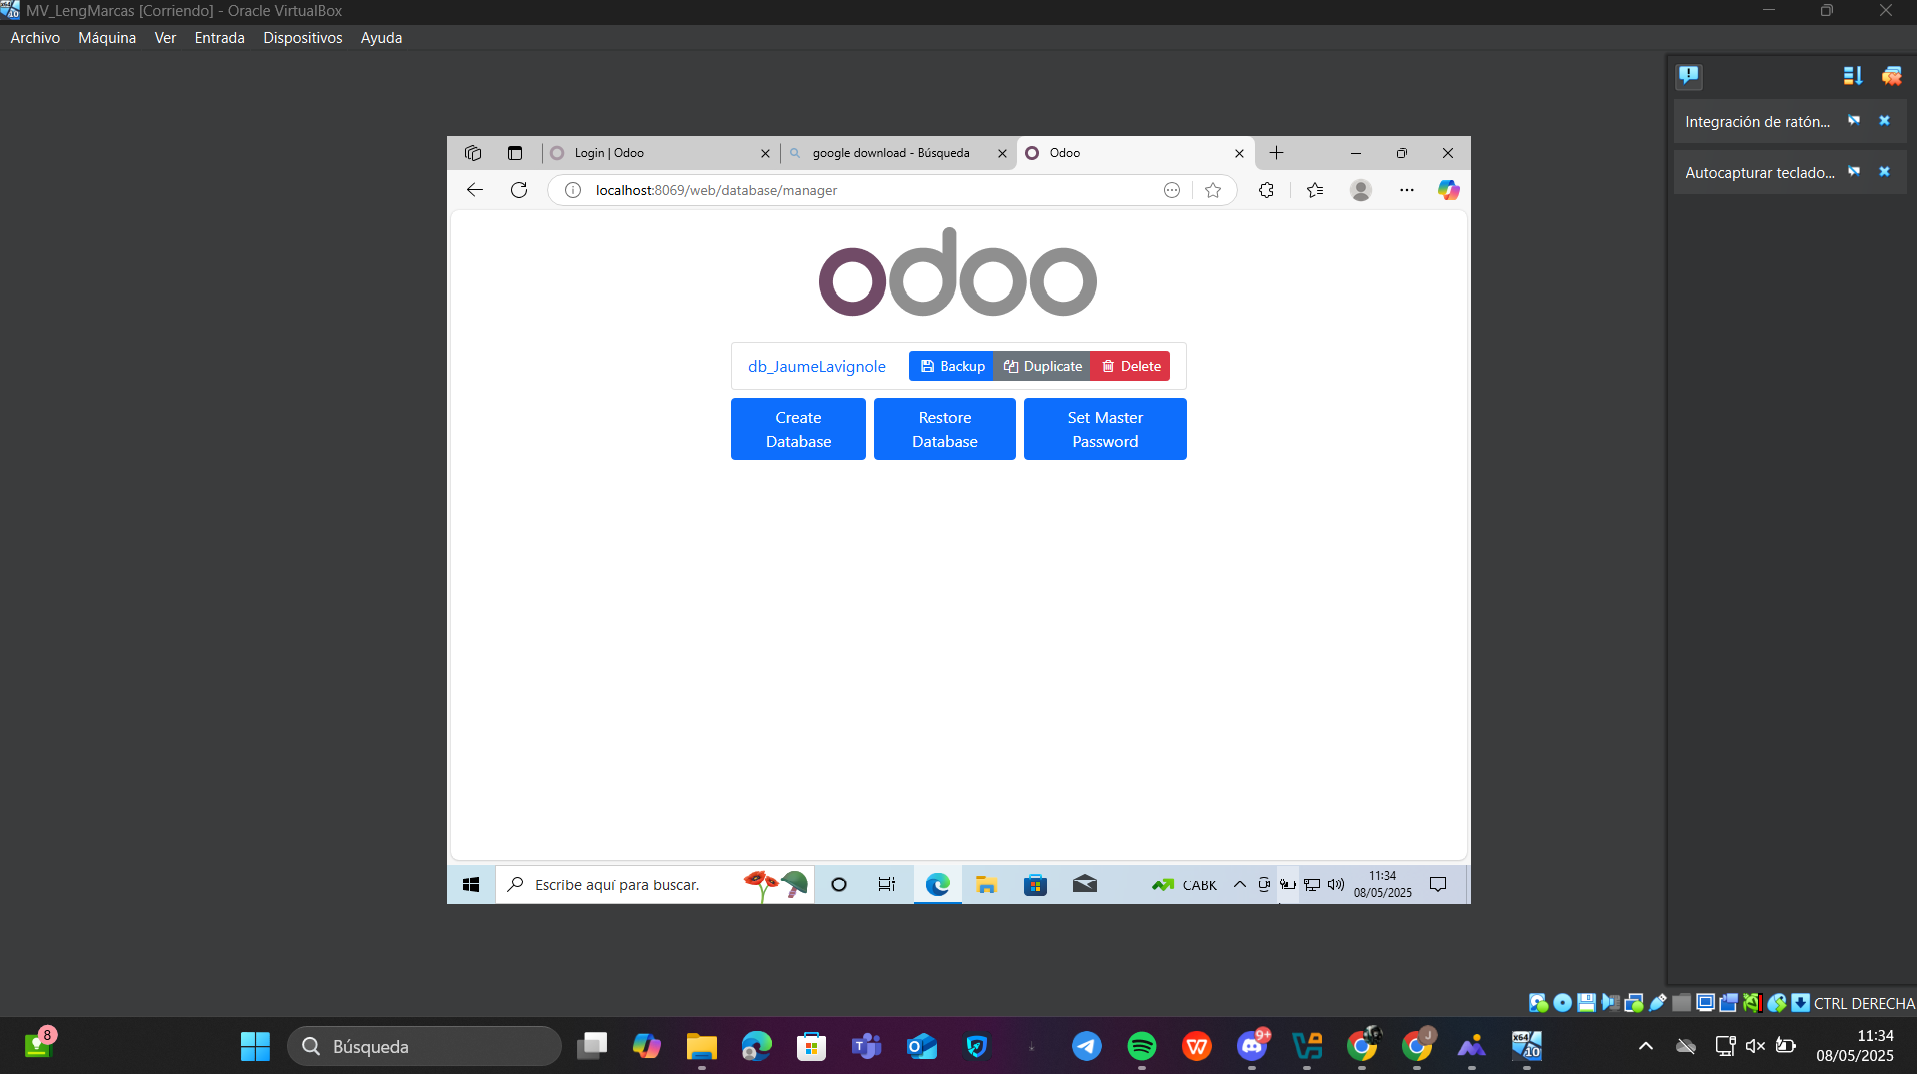 MV_LengMarcas [Corriendo] - Oracle VirtualBox
Archivo Máquina Ver Entrada Dispositivos Ayuda
Integración de ratón...
Autocapturar teclado...
Login | Odoo
google download - Búsqueda
Odoo
localhost:8069/web/database/manager
odoo
db_JaumeLavignole
Backup Duplicate Delete
Create Database
Restore Database
Set Master Password
Escribe aquí para buscar.
CABK
11:34
08/05/2025
CTRL DERECHA
8
Búsqueda
9+
11:34
08/05/2025